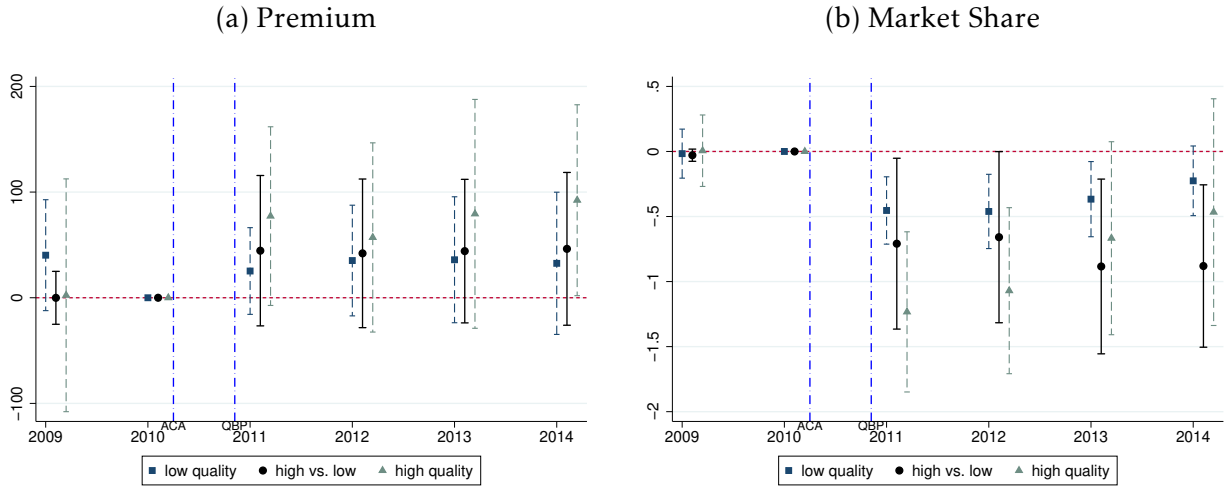 (a) Premium
200
100
0
−100
2009
2010
ACA
QBP
2011
2012
2013
2014
low quality
high vs. low
high quality
(b) Market Share
.5
0
−.5
−1
−1.5
−2
2009
2010
ACA
QBP
2011
2012
2013
2014
low quality
high vs. low
high quality